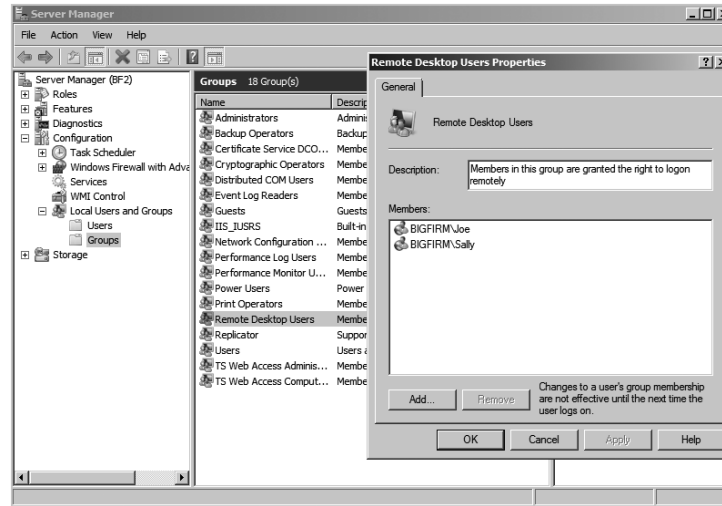 Server Manager
File Action View Help
Server Manager (BF2)
Roles
Features
Diagnostics
Configuration
Task Scheduler
Windows Firewall with Adva
Services
WMI Control
Local Users and Groups
Users
Groups
Storage
Groups 18 Group(s)
Name Descrip
Administrators Adminis
Backup Operators Backup
Certificate Service DCO... Membe
Cryptographic Operators Membe
Distributed COM Users Membe
Event Log Readers Membe
Guests Guests
IIS_IUSRS Built-in
Network Configuration ... Membe
Performance Log Users Membe
Performance Monitor U... Membe
Power Users Power
Print Operators Membe
Remote Desktop Users Membe
Replicator Suppor
Users Users a
TS Web Access Adminis... Membe
TS Web Access Comput... Membe
Remote Desktop Users Properties
General
Remote Desktop Users
Description: Members in this group are granted the right to logon
remotely
Members:
BIGFIRM\Joe
BIGFIRM\Sally
Add... Remove
Changes to a user's group membership
are not effective until the next time the
user logs on.
OK Cancel Apply Help